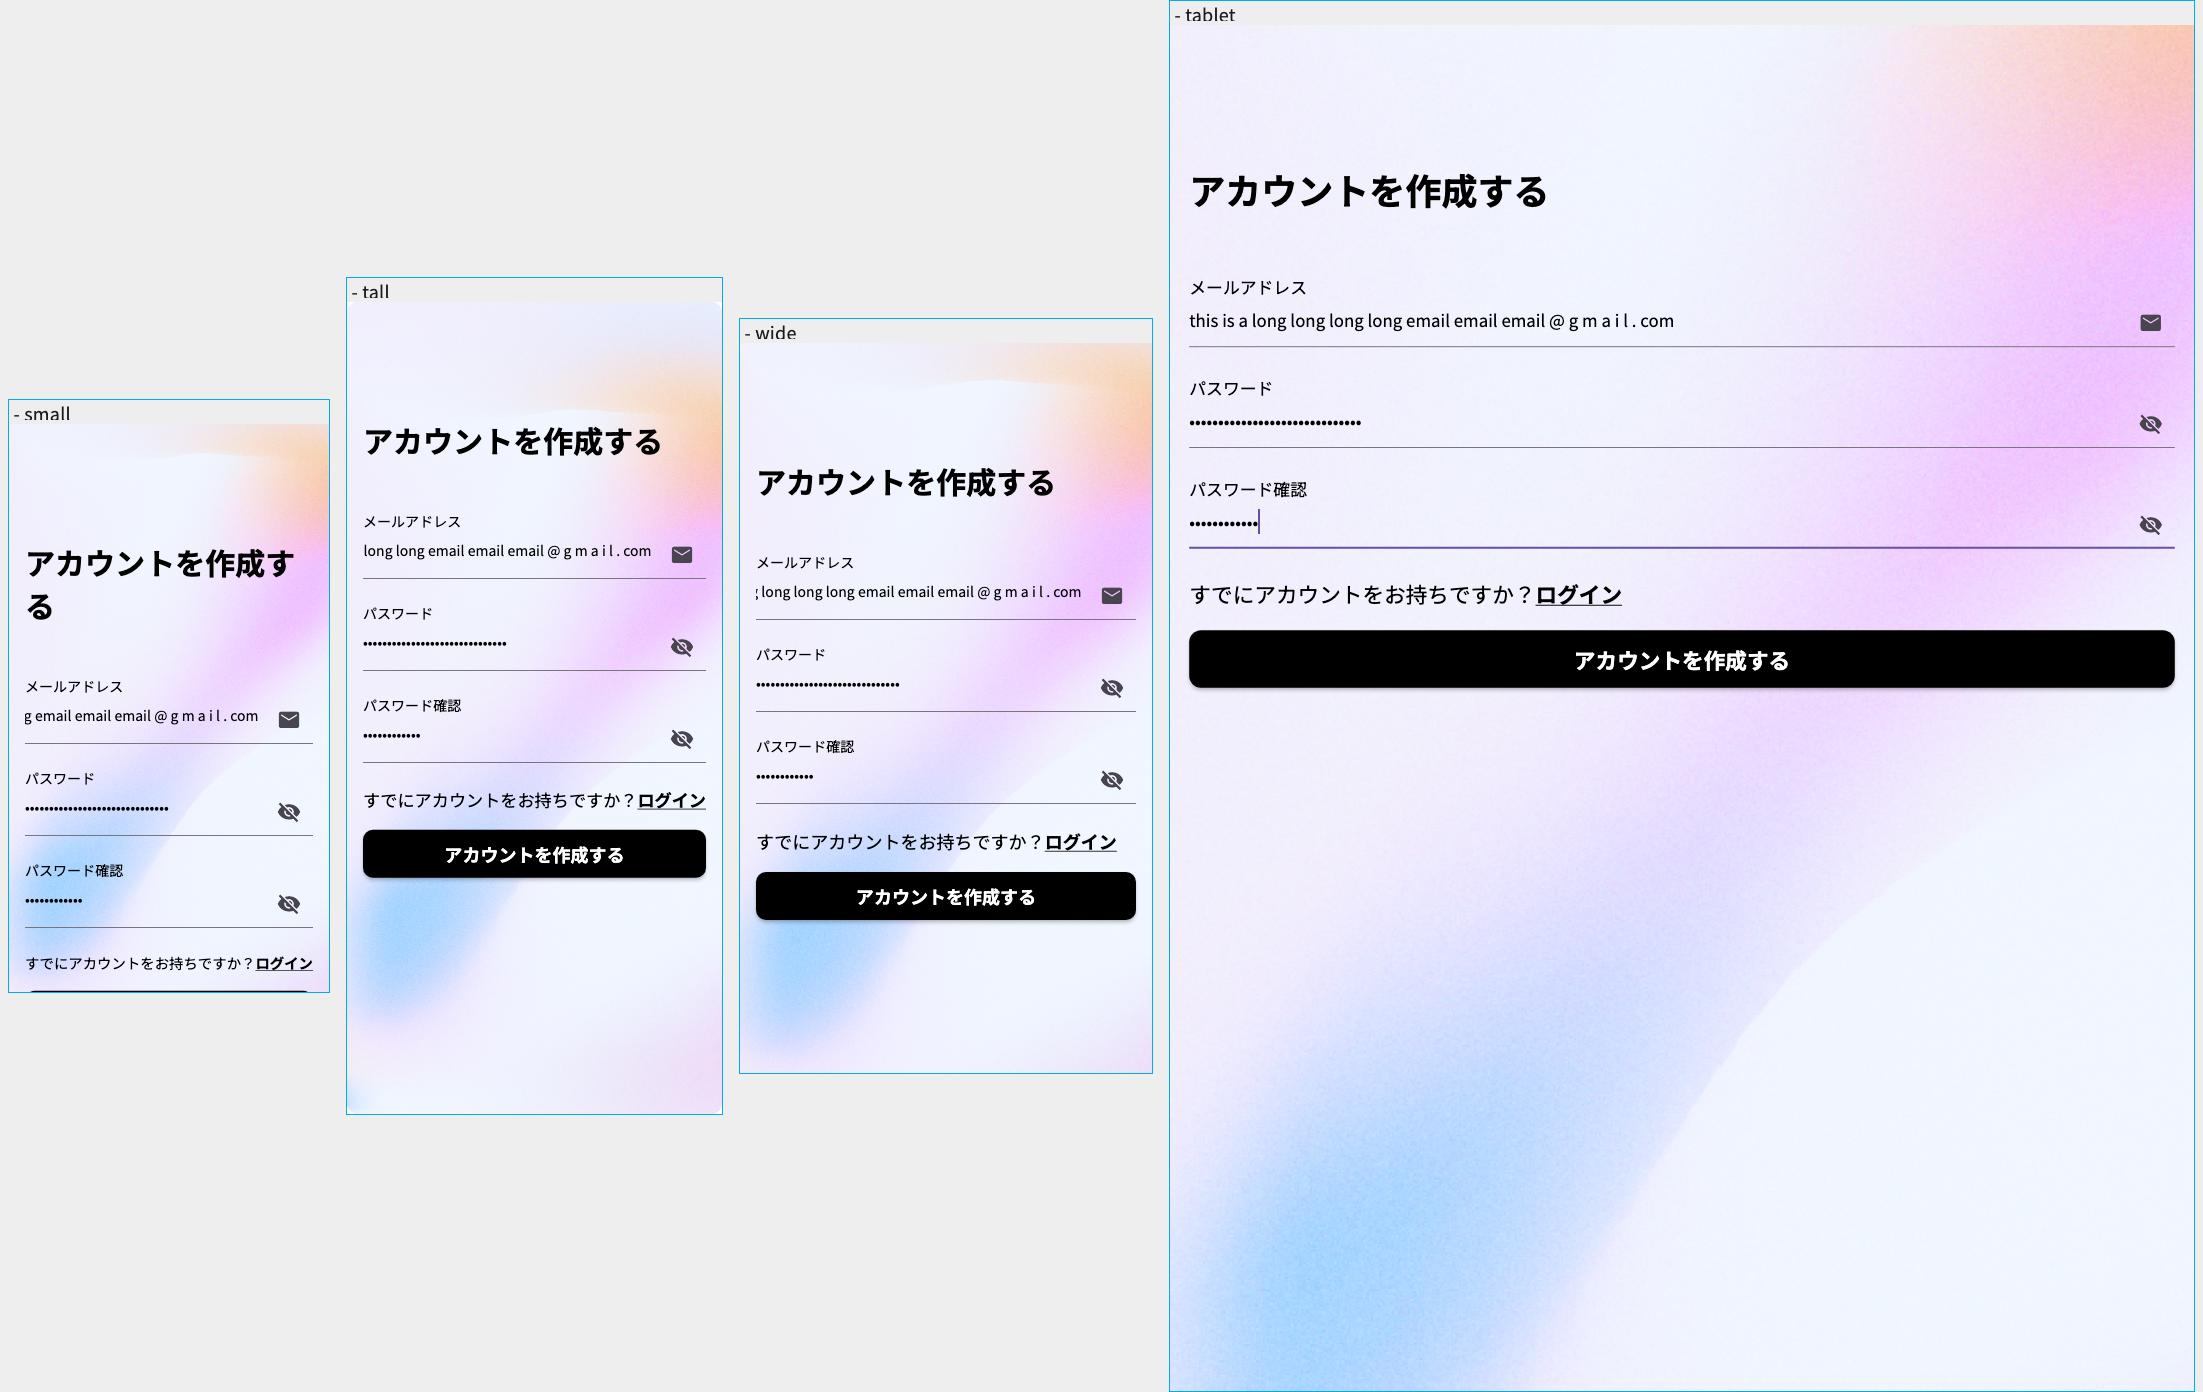 - small
アカウントを作成す
る
メールアドレス
g email email email @ g m a i l . com
パスワード
••••••••••••••••••••••••••••••
パスワード確認
••••••••••••
すでにアカウントをお持ちですか？ログイン
- tall
アカウントを作成する
メールアドレス
long long email email email @ g m a i l . com
パスワード
••••••••••••••••••••••••••••••
パスワード確認
••••••••••••
すでにアカウントをお持ちですか？ログイン
アカウントを作成する
- wide
アカウントを作成する
メールアドレス
long long long email email email @ g m a i l . com
パスワード
••••••••••••••••••••••••••••••
パスワード確認
••••••••••••
すでにアカウントをお持ちですか？ログイン
アカウントを作成する
- tablet
アカウントを作成する
メールアドレス
this is a long long long long email email email @ g m a i l . com
パスワード
••••••••••••••••••••••••••••••
パスワード確認
••••••••••••
すでにアカウントをお持ちですか？ログイン
アカウントを作成する